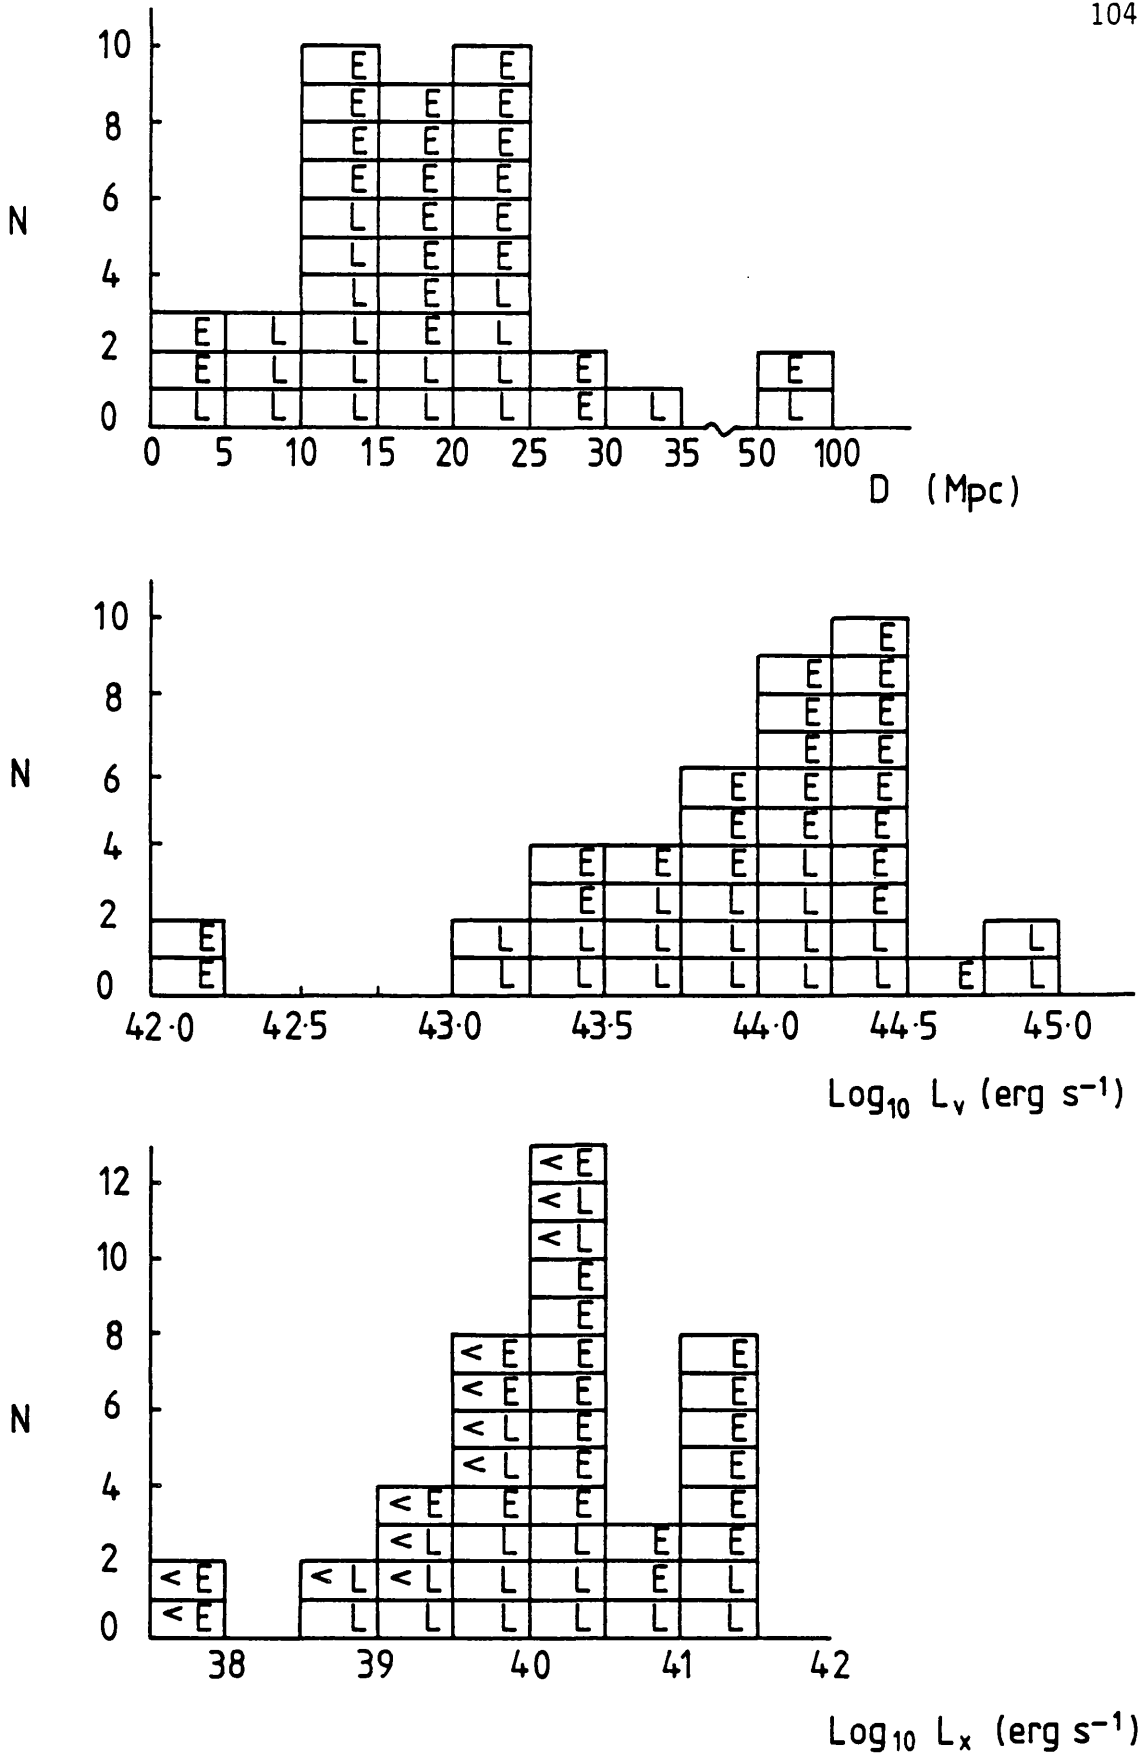 104
10
E E
E E E
8
E E E
E E E
6
L E E
N
L E E
4
L E L
E L L E L
2
E L L L L E E
L L L L L E L L
0
0 5 10 15 20 25 30 35 50 100
D (Mpc)
10
E
E E
8
E E
E E
N
6
E E E
E E E
4
E E E L E
E L L L E
2
E L L L L L L L
E L L L L L L E L
0
42·0 42·5 43·0 43·5 44·0 44·5 45·0
Log₁₀ Lᵥ (erg s⁻¹)
< E
12
< L
< L
10
E
E
8
< E E E
< E E E
6
N
< L E E
< L E E
4
< E E E E
< L L L E E
2
< E < L < L L L E L
< E L L L L L L
0
38 39 40 41 42
Log₁₀ Lₓ (erg s⁻¹)